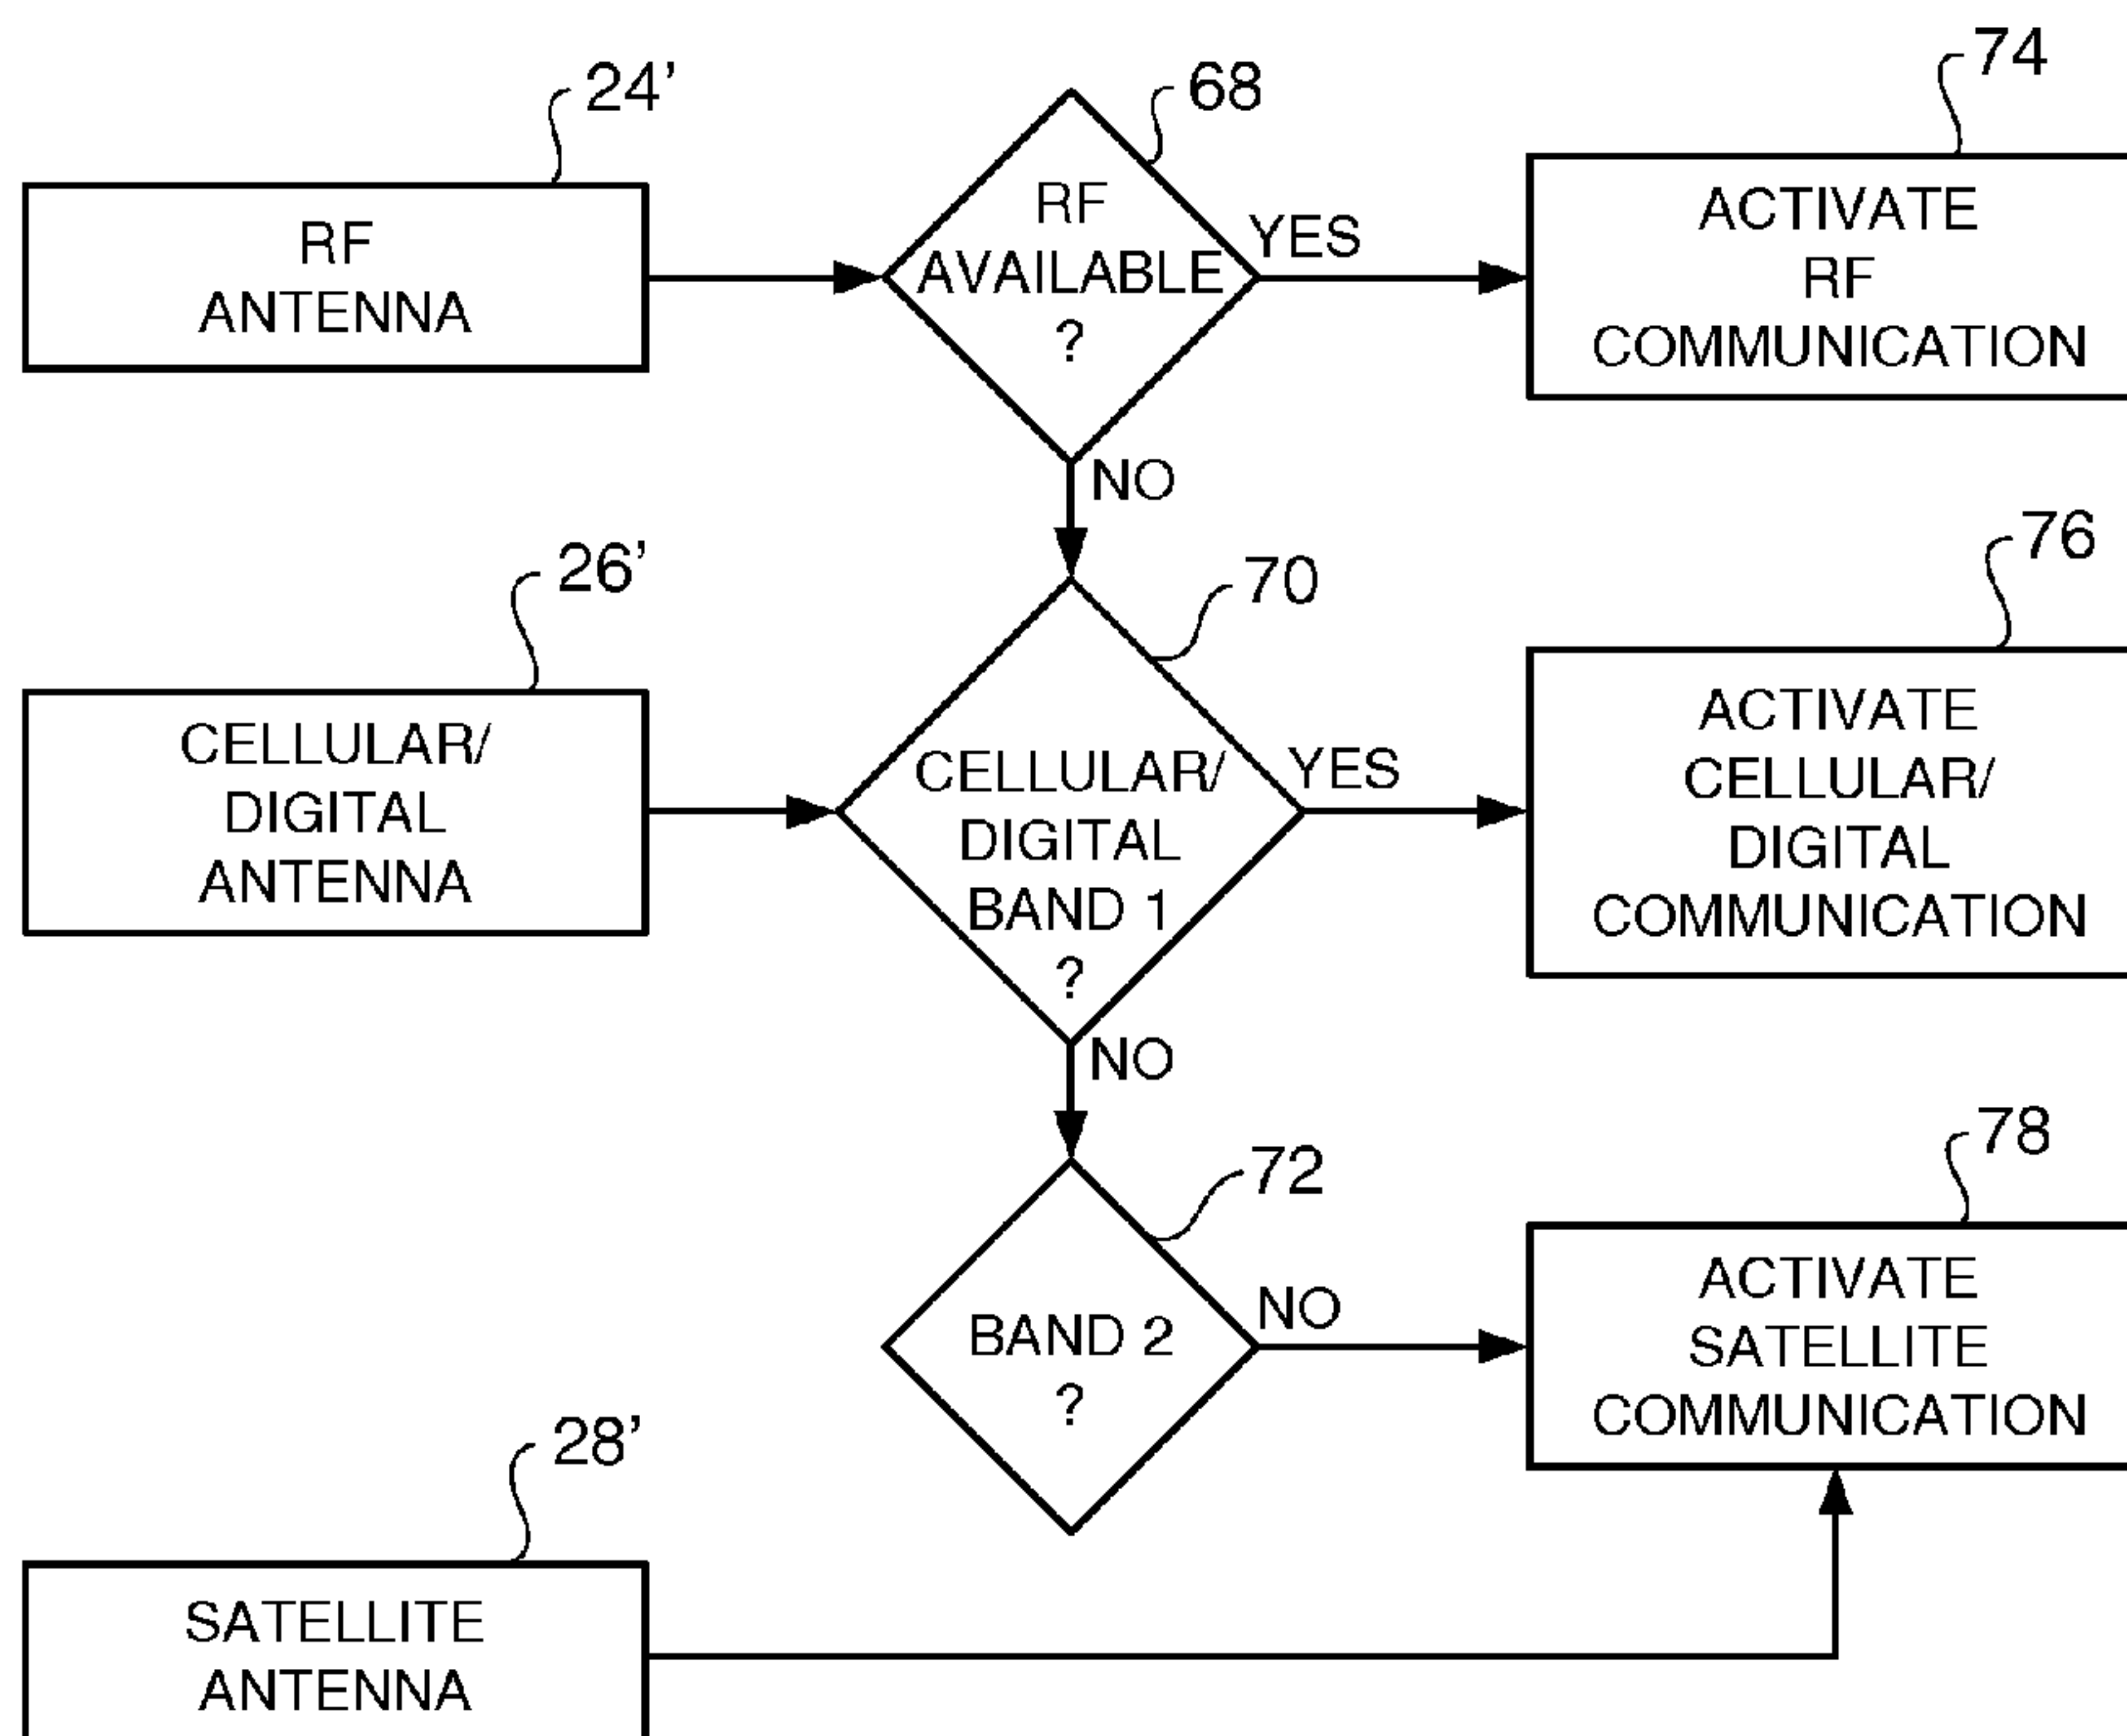 24'
RF
ANTENNA
68
RF
AVAILABLE
?
YES
74
ACTIVATE
RF
COMMUNICATION
NO
26'
CELLULAR/
DIGITAL
ANTENNA
70
CELLULAR/
DIGITAL
BAND 1
?
YES
76
ACTIVATE
CELLULAR/
DIGITAL
COMMUNICATION
NO
72
BAND 2
?
NO
78
ACTIVATE
SATELLITE
COMMUNICATION
28'
SATELLITE
ANTENNA